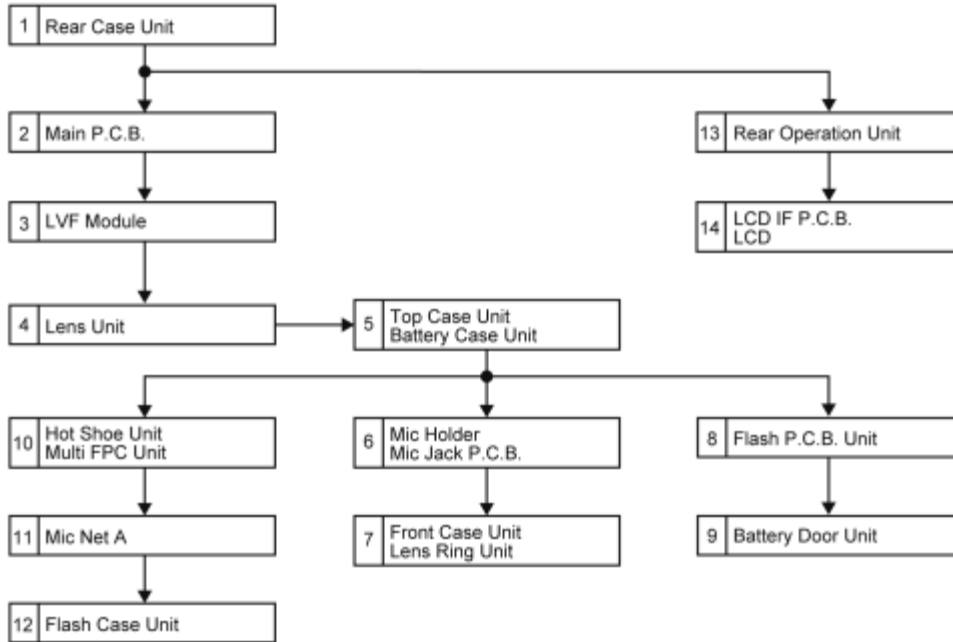 1 Rear Case Unit
2 Main P.C.B.
13 Rear Operation Unit
3 LVF Module
14 LCD IF P.C.B.
LCD
4 Lens Unit
5 Top Case Unit
Battery Case Unit
10 Hot Shoe Unit
Multi FPC Unit
6 Mic Holder
Mic Jack P.C.B.
8 Flash P.C.B. Unit
11 Mic Net A
7 Front Case Unit
Lens Ring Unit
9 Battery Door Unit
12 Flash Case Unit